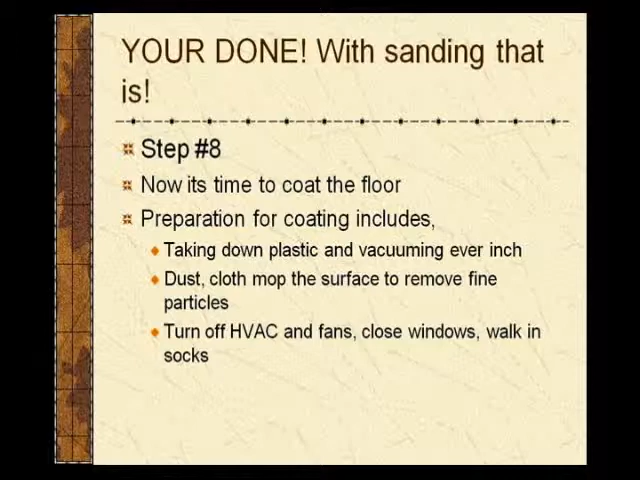 YOUR DONE! With sanding that
is!
Step #8
Now its time to coat the floor
Preparation for coating includes,
Taking down plastic and vacuuming ever inch
Dust, cloth mop the surface to remove fine
particles
Turn off HVAC and fans, close windows, walk in
socks